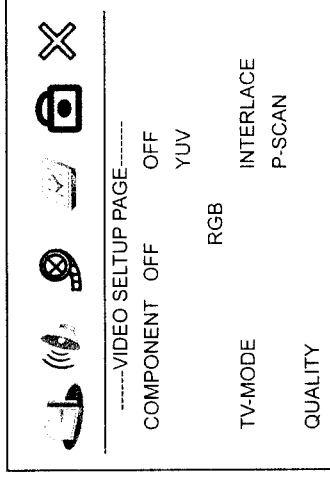 ------VIDEO SELTUP PAGE-------
COMPONENT OFF OFF
YUV
RGB
TV-MODE INTERLACE
P-SCAN
QUALITY